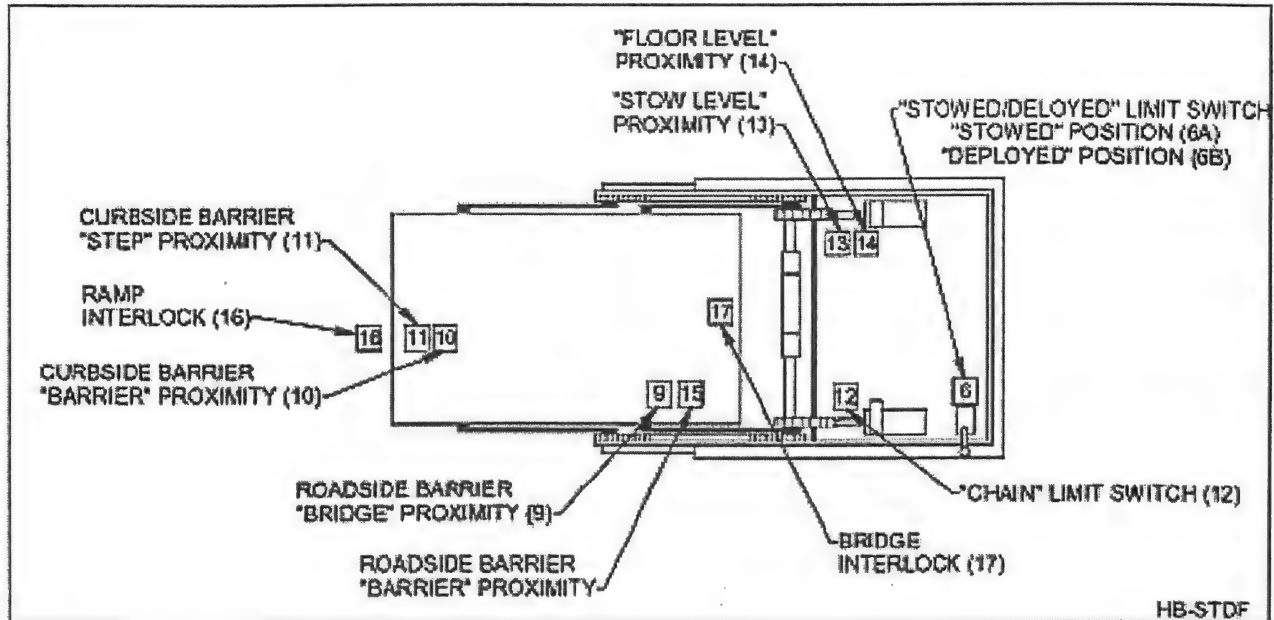 "FLOOR LEVEL"
PROXIMITY (14)
"STOW LEVEL"
PROXIMITY (13)
"STOWED/DELOYED" LIMIT SWITCH
"STOWED" POSITION (6A)
"DEPLOYED" POSITION (6B)
CURBSIDE BARRIER
"STEP" PROXIMITY (11)
RAMP
INTERLOCK (16)
CURBSIDE BARRIER
"BARRIER" PROXIMITY (10)
13 14
17
16 11 10
9 15 12 6
ROADSIDE BARRIER
"BRIDGE" PROXIMITY (9)
ROADSIDE BARRIER
"BARRIER" PROXIMITY
BRIDGE
INTERLOCK (17)
"CHAIN" LIMIT SWITCH (12)
HB-STDF